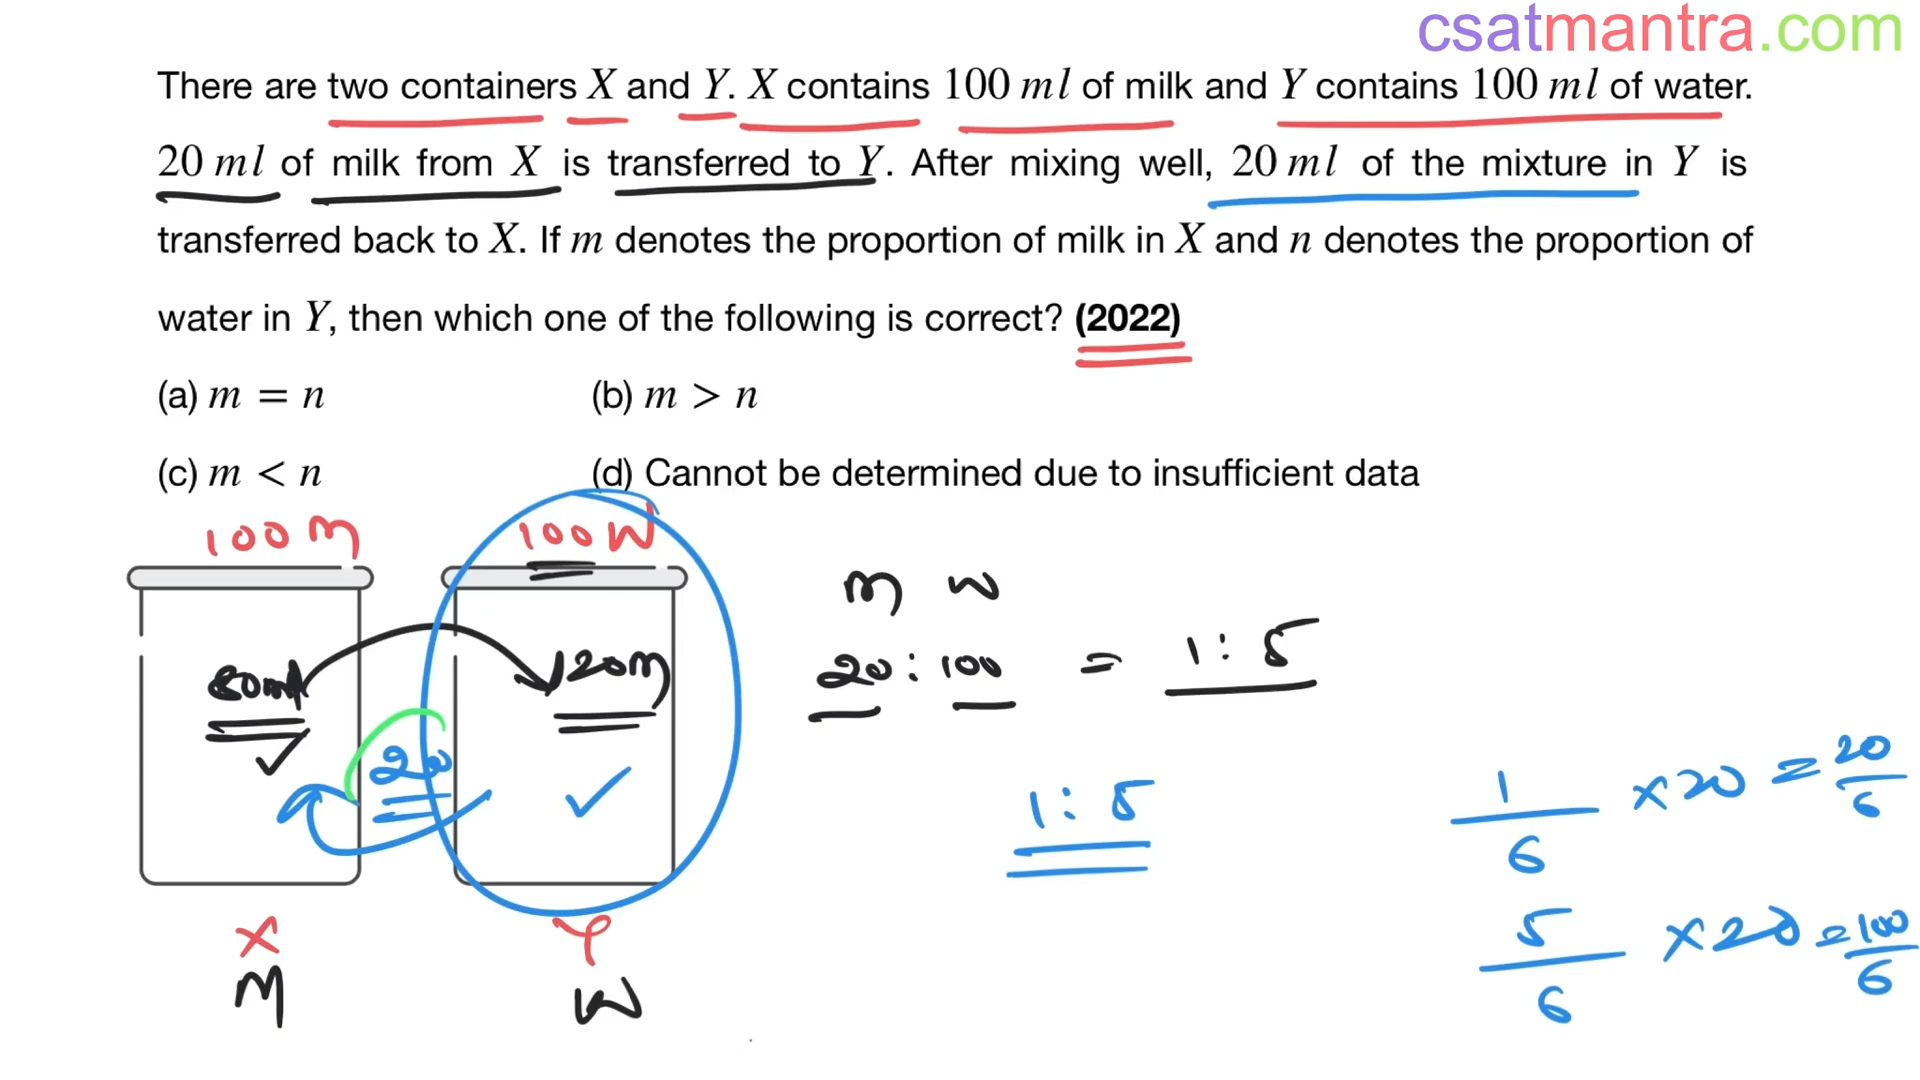 csatmantra.com
There are two containers X and Y. X contains 100 ml of milk and Y contains 100 ml of water.
20 ml of milk from X is transferred to Y. After mixing well, 20 ml of the mixture in Y is
transferred back to X. If m denotes the proportion of milk in X and n denotes the proportion of
water in Y, then which one of the following is correct? (2022)
(a) m = n (b) m > n
(c) m < n (d) Cannot be determined due to insufficient data
100 M 100 W
m w
20 : 100 = 1 : 5
120m
20
1 : 5
1/6 × 20 = 20/6
5/6 × 20 = 100/6
X Y
M W